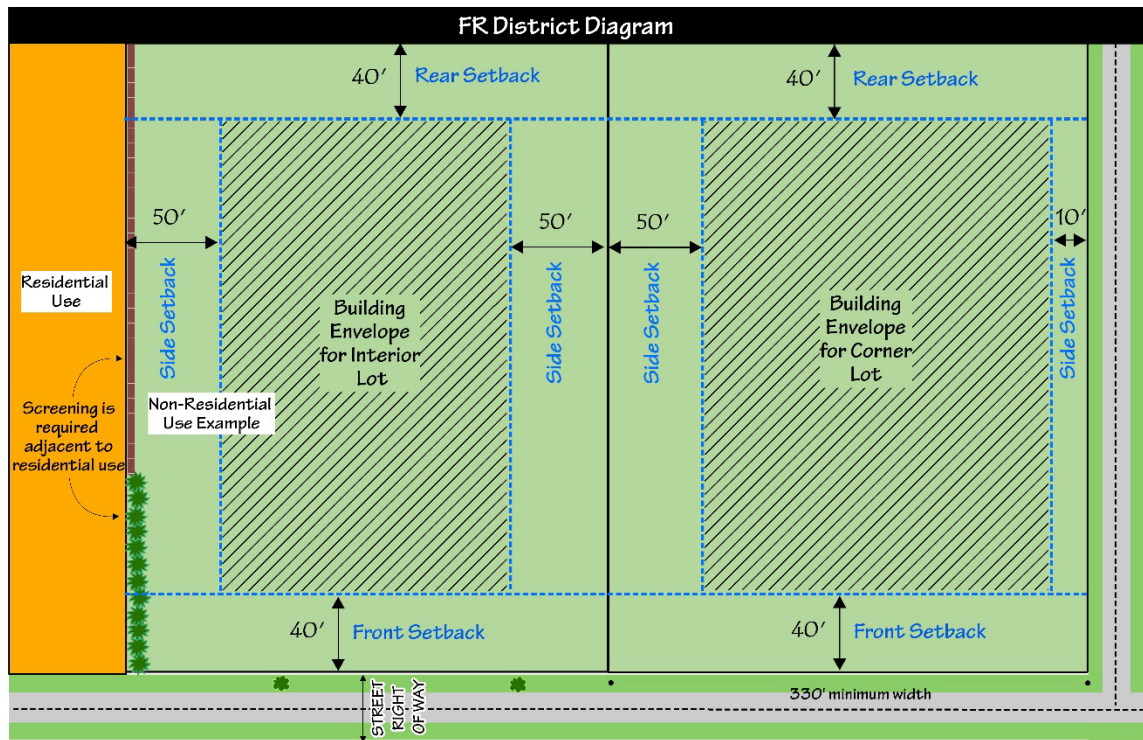 FR District Diagram
40' Rear Setback
40' Rear Setback
50'
50'
50'
10'
Residential
Use
Side Setback
Building
Envelope
for Interior
Lot
Side Setback
Side Setback
Building
Envelope
for Corner
Lot
Side Setback
Non-Residential
Use Example
Screening is
required
adjacent to
residential use
40' Front Setback
40' Front Setback
STREET
RIGHT
OF WAY
330' minimum width